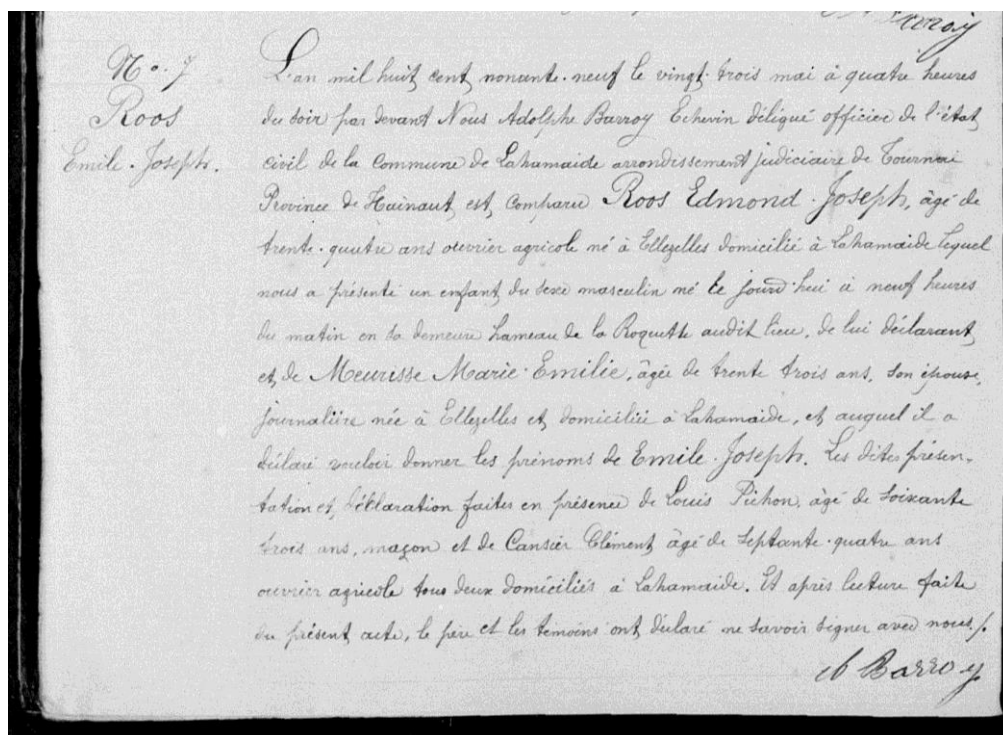 Barroy
No. 7
Roos
Emile-Joseph.
L'an mil huit cent nonante-neuf le vingt-trois mai à quatre heures
du soir par devant Nous Adolphe Barroy Echevin déligué officier de l'état
civil de la Commune de Lahamaide arrondissement judiciaire de Tournai
Province de Hainaut est comparu Roos Edmond-Joseph, âgé de
trente-quatre ans ouvrier agricole né à Ellezelles domicilié à Lahamaide lequel
nous a présenté un enfant du sexe masculin né le jourd'hui à neuf heures
du matin en sa demeure hameau de la Roquette audit lieu, de lui déclarant
et de Meurisse Marie-Emilie, âgée de trente trois ans, son épouse,
journalière née à Ellezelles et domiciliée à Lahamaide, et auquel il a
déclaré vouloir donner les prénoms de Emile-Joseph. Les dites présen-
tation et déclaration faites en présence de Louis Pichon, âgé de soixante
trois ans, maçon et de Cansier Clément âgé de septante-quatre ans
ouvrier agricole tous deux domiciliés à Lahamaide. Et après lecture faite
du présent acte, le père et les témoins ont déclaré ne savoir signer avec nous./.
Barroy